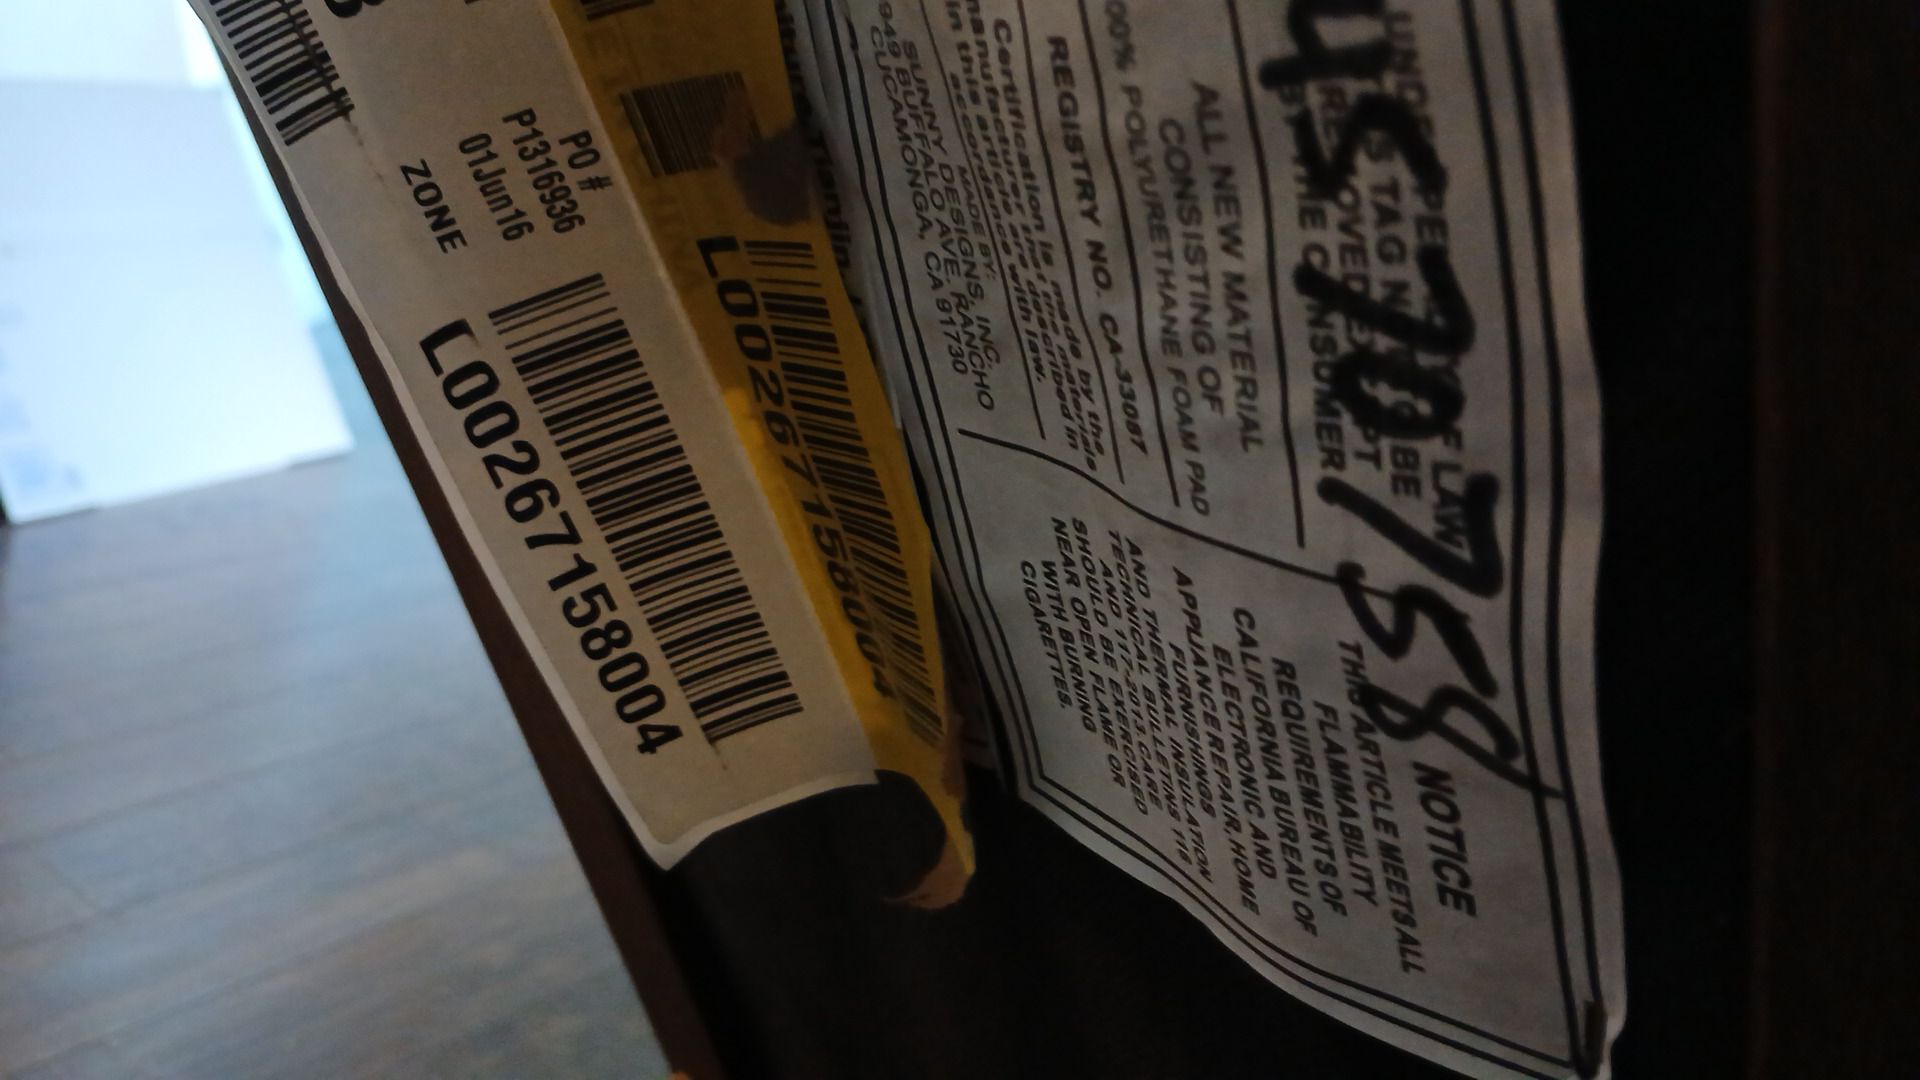 PO #
P1316936
01Jun16
ZONE
L00267158004
L00267158004
UNDER PENALTY OF LAW
THIS TAG NOT TO BE
REMOVED EXCEPT
BY THE CONSUMER
ALL NEW MATERIAL
CONSISTING OF
100% POLYURETHANE FOAM PAD
REGISTRY NO. CA-33087
Certification is made by the
manufacturer the materials
in this article are described in
accordance with law.
MADE BY:
SUNNY DESIGNS, INC.
949 BUFFALO AVE. RANCHO
CUCAMONGA, CA 91730
NOTICE
THIS ARTICLE MEETS ALL
FLAMMABILITY
REQUIREMENTS OF
CALIFORNIA BUREAU OF
ELECTRONIC AND
APPLIANCE REPAIR, HOME
FURNISHINGS
AND THERMAL INSULATION
TECHNICAL BULLETINS 116
AND 117-2013. CARE
SHOULD BE EXERCISED
NEAR OPEN FLAME OR
WITH BURNING
CIGARETTES.